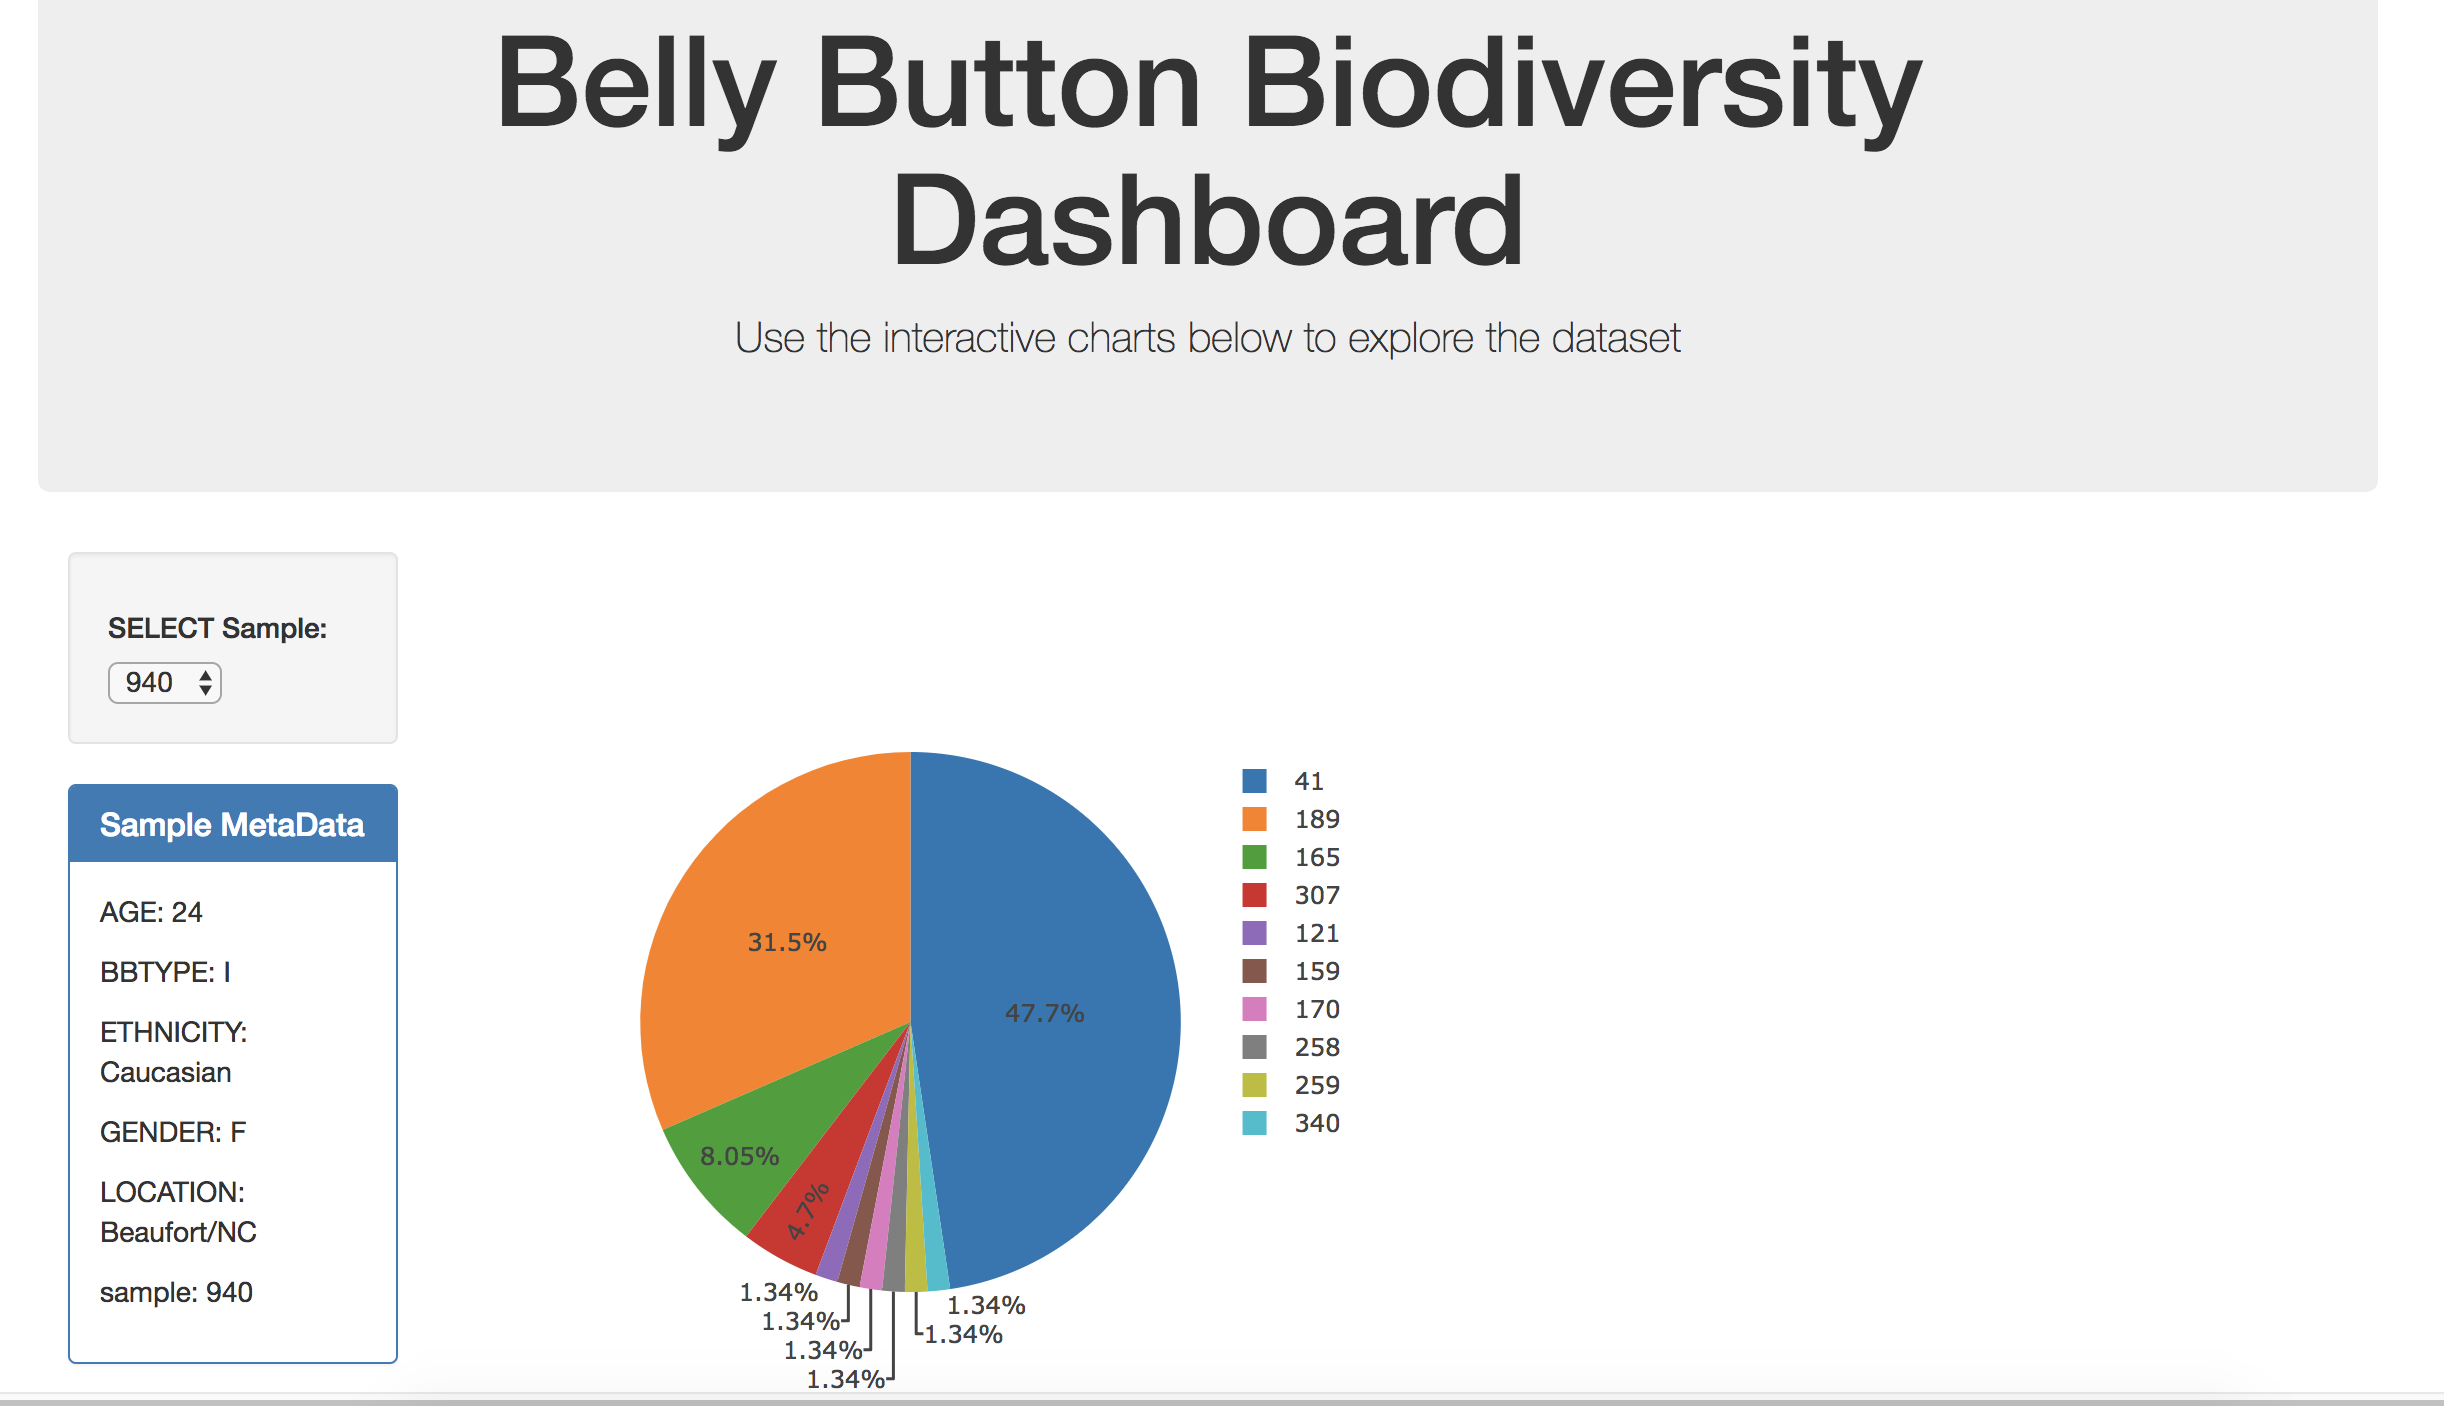 Belly Button Biodiversity
Dashboard
Use the interactive charts below to explore the dataset
SELECT Sample:
940
Sample MetaData
AGE: 24
BBTYPE: I
ETHNICITY:
Caucasian
GENDER: F
LOCATION:
Beaufort/NC
sample: 940
31.5%
47.7%
8.05%
4.7%
1.34%
1.34%
1.34%
1.34%
1.34%
1.34%
41
189
165
307
121
159
170
258
259
340